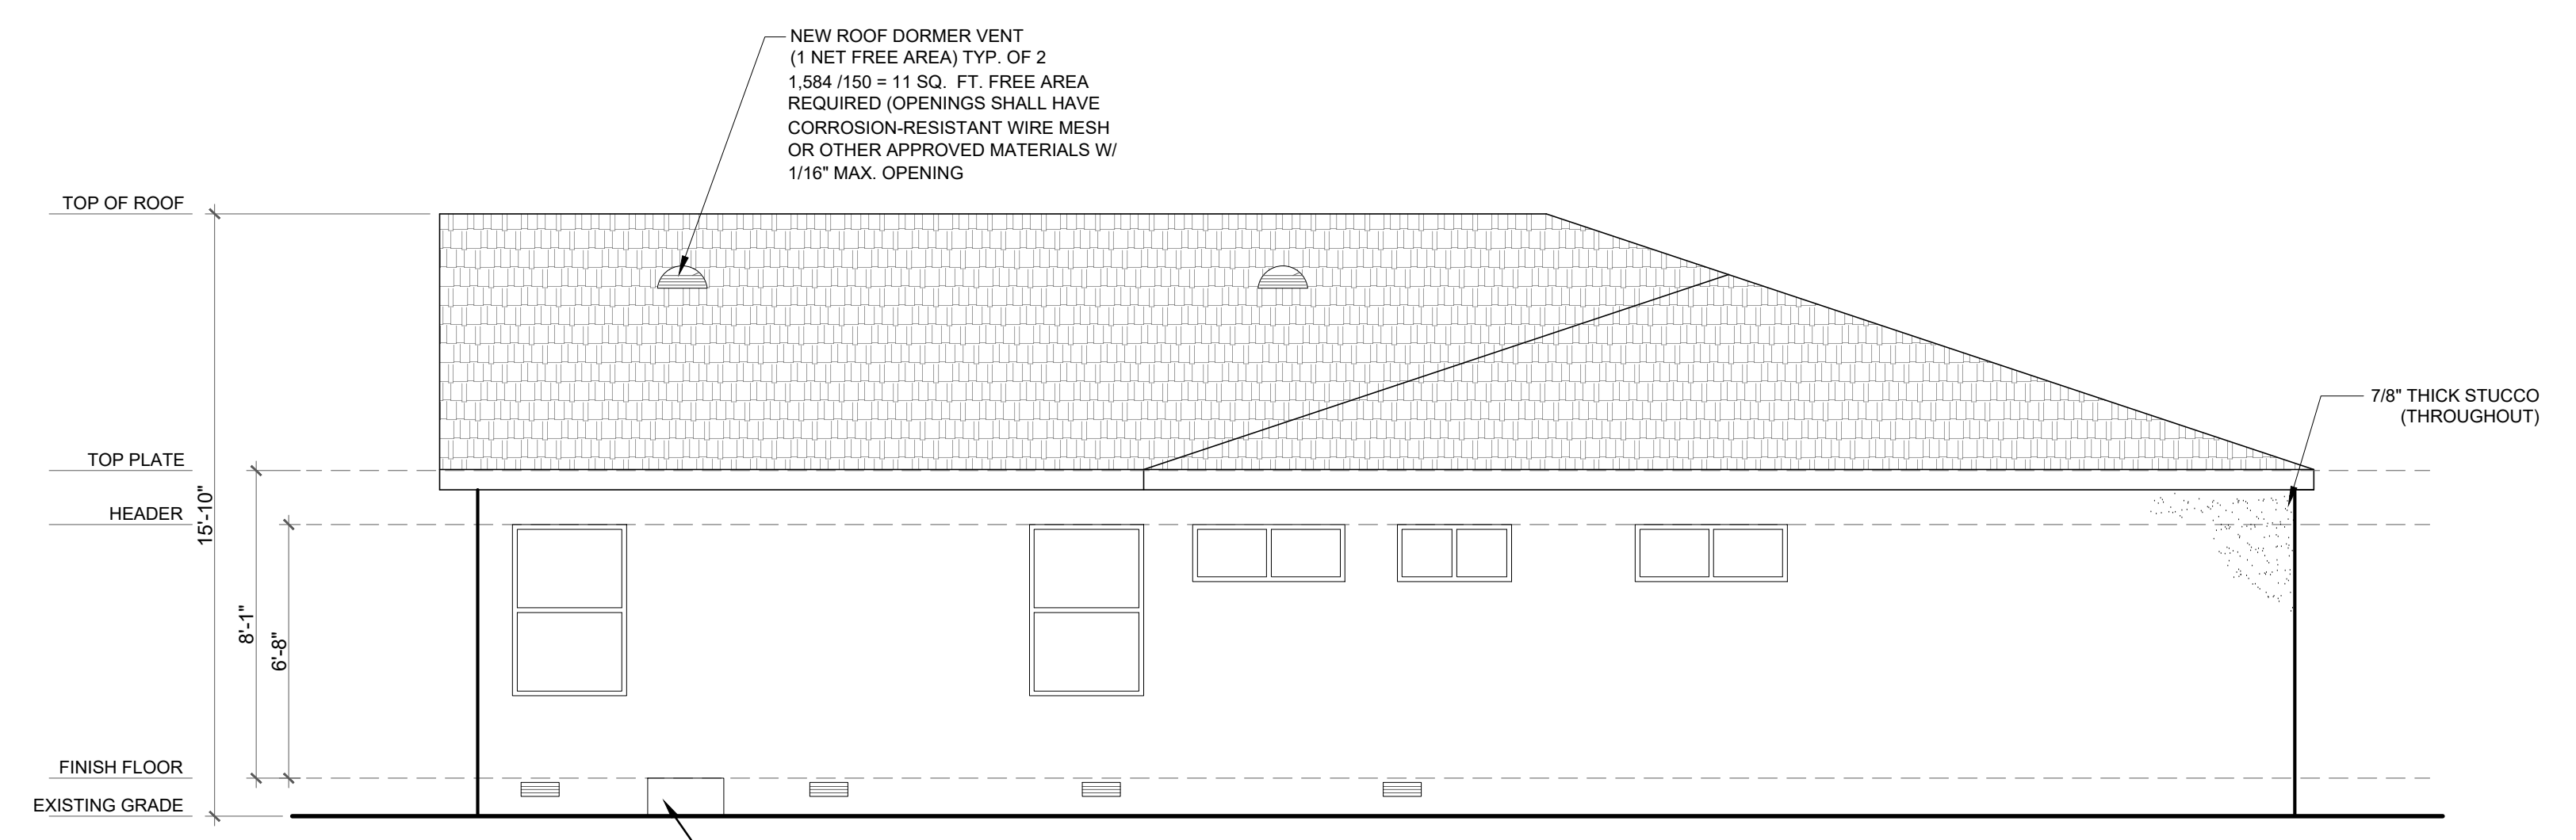 NEW ROOF DORMER VENT
(1 NET FREE AREA) TYP. OF 2
1,584 /150 = 11 SQ. FT. FREE AREA
REQUIRED (OPENINGS SHALL HAVE
CORROSION-RESISTANT WIRE MESH
OR OTHER APPROVED MATERIALS W/
1/16" MAX. OPENING
TOP OF ROOF
7/8" THICK STUCCO
(THROUGHOUT)
TOP PLATE
HEADER
15'-10"
8'-1"
6'-8"
FINISH FLOOR
EXISTING GRADE